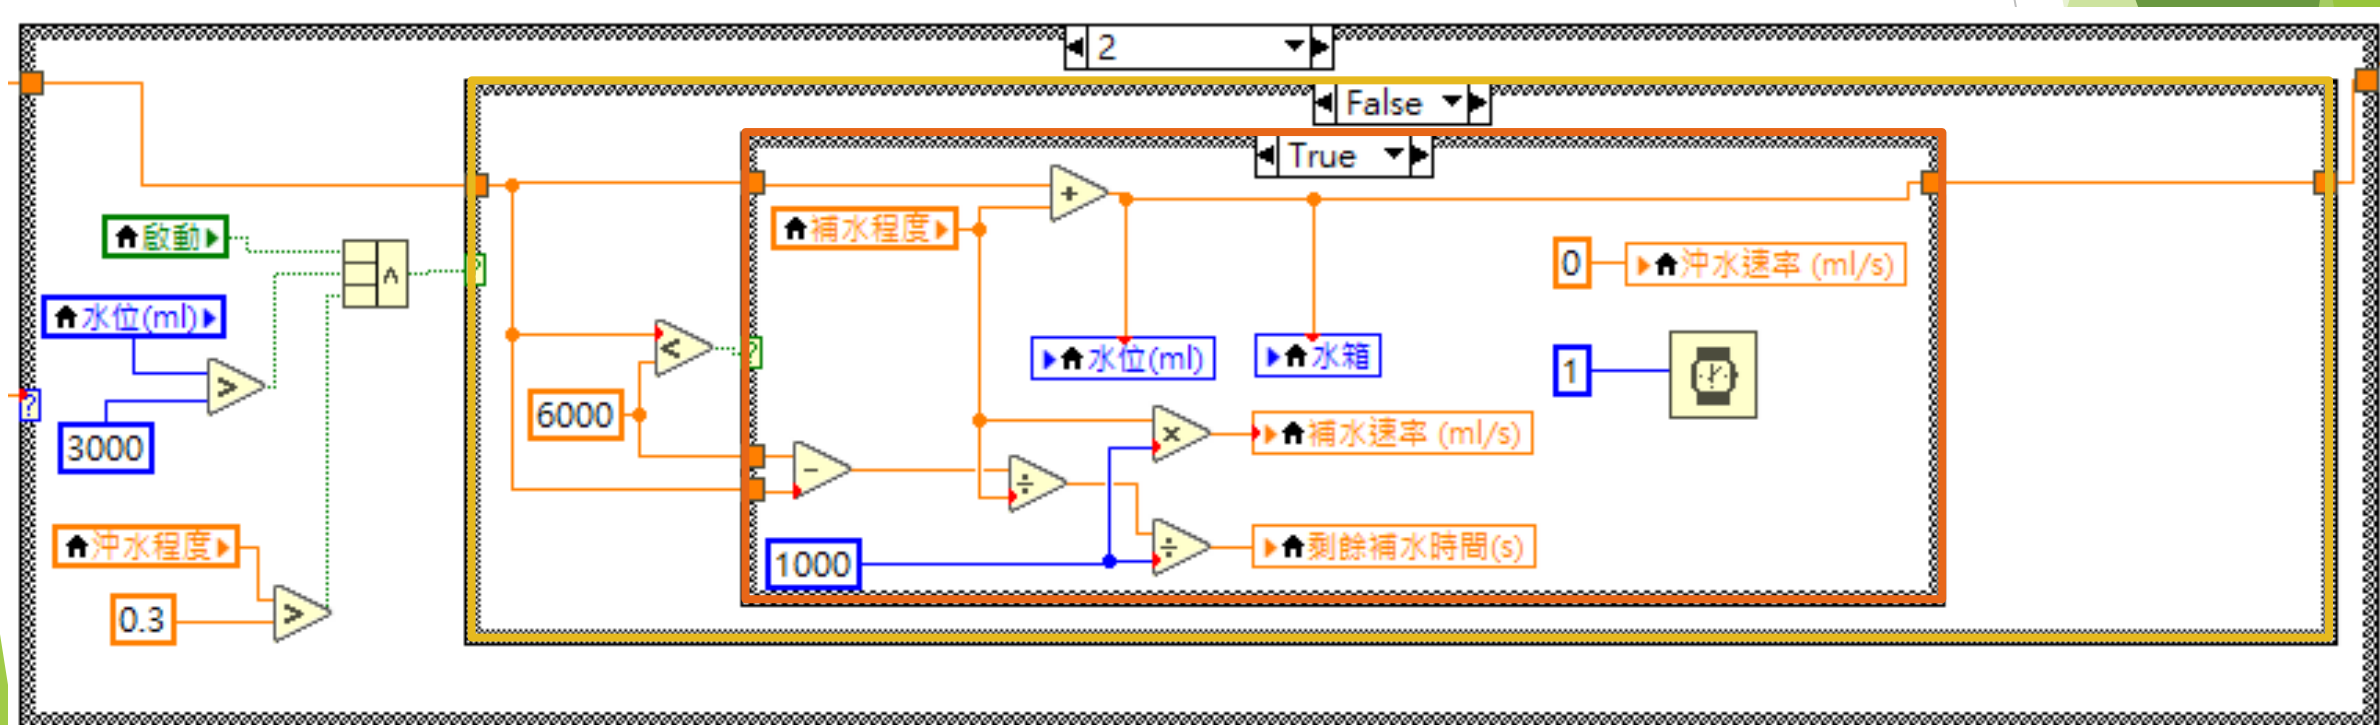 2
False
True
啟動
補水程度
0
沖水速率 (ml/s)
水位(ml)
水位(ml)
水箱
1
3000
6000
補水速率 (ml/s)
沖水程度
1000
剩餘補水時間(s)
0.3